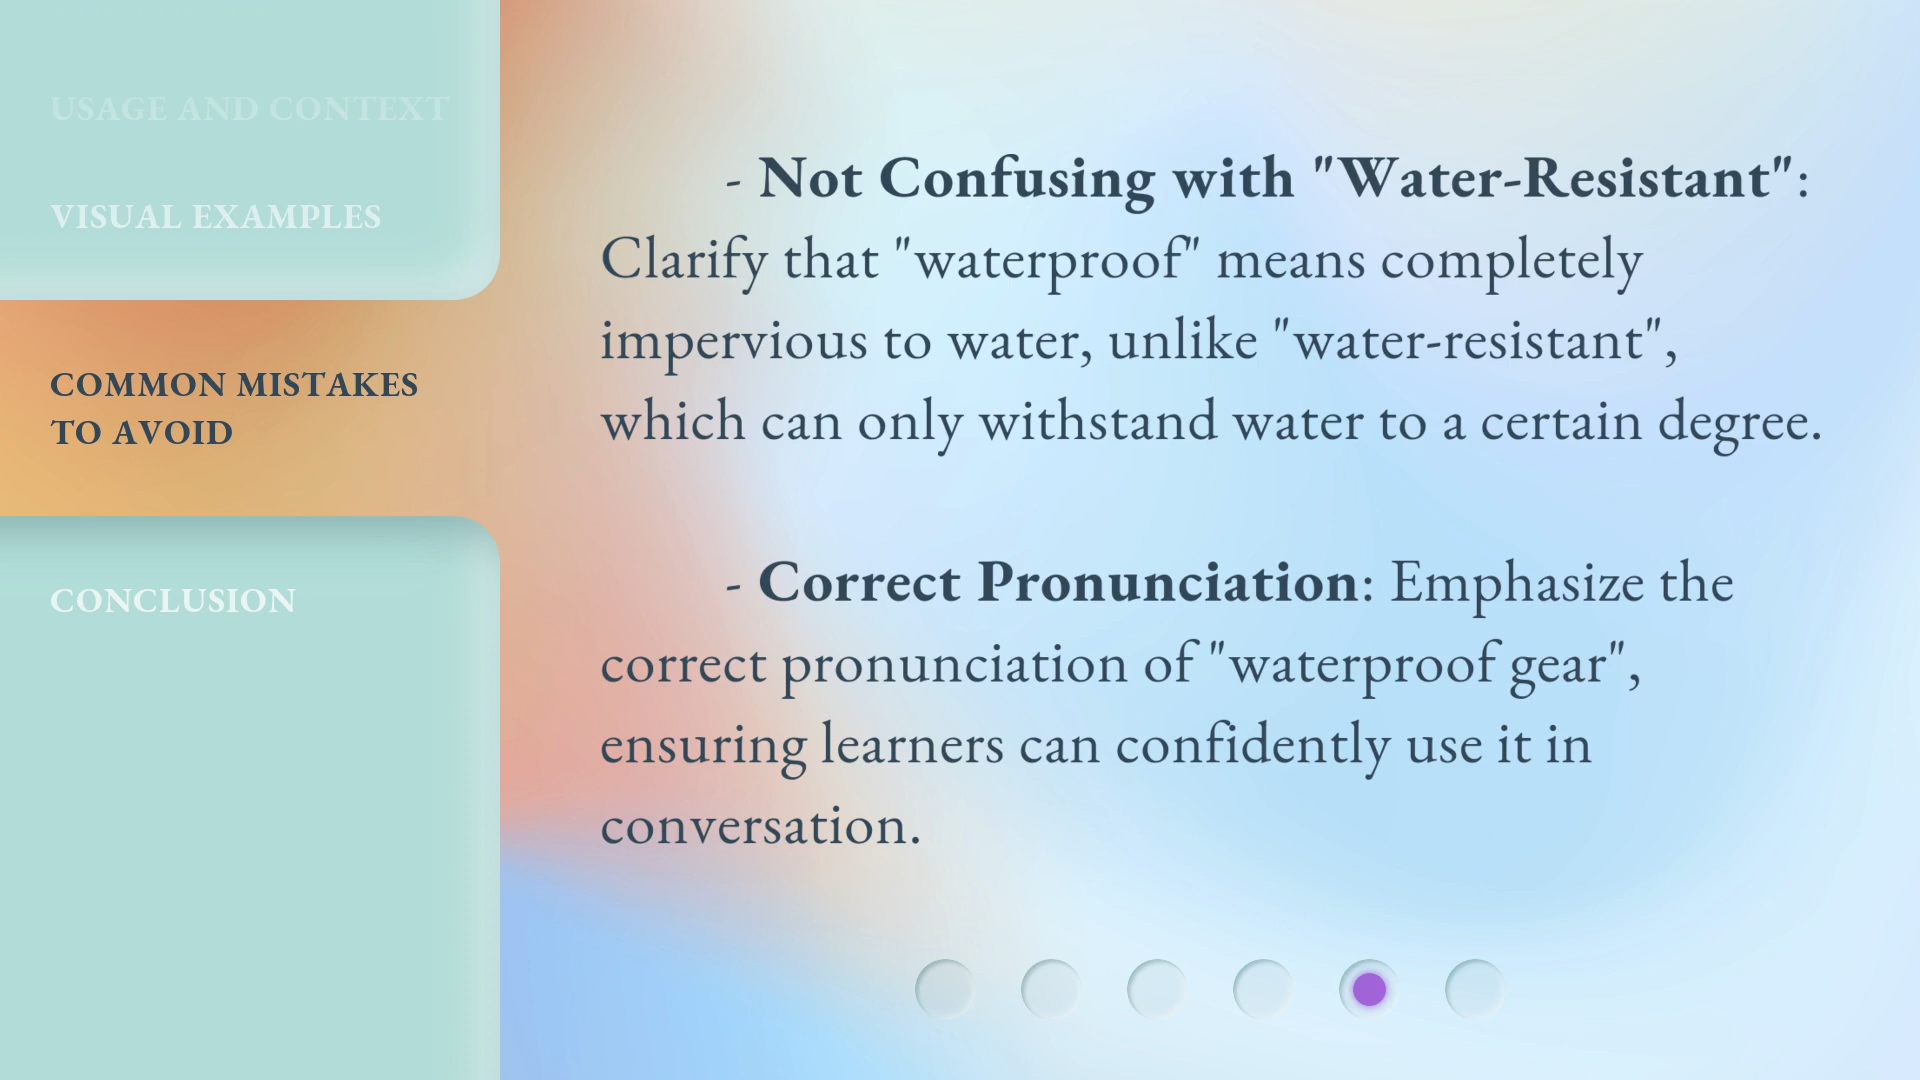 USAGE AND CONTEXT
VISUAL EXAMPLES
COMMON MISTAKES
TO AVOID
CONCLUSION
- Not Confusing with "Water-Resistant":
Clarify that "waterproof" means completely
impervious to water, unlike "water-resistant",
which can only withstand water to a certain degree.
- Correct Pronunciation: Emphasize the
correct pronunciation of "waterproof gear",
ensuring learners can confidently use it in
conversation.